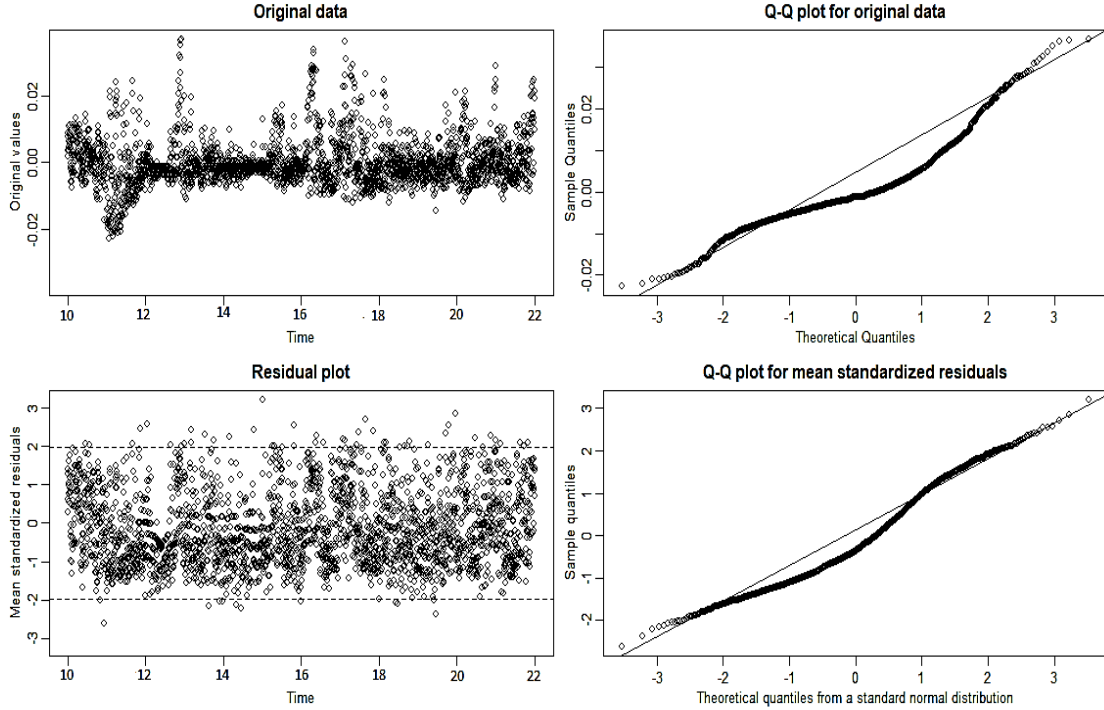 Original data
Original values
0.02
0.00
-0.02
10 12 14 16 18 20 22
Time
Q-Q plot for original data
Sample Quantiles
0.02
0.00
-0.02
-3 -2 -1 0 1 2 3
Theoretical Quantiles
Residual plot
Mean standardized residuals
3
2
1
0
-1
-2
-3
10 12 14 16 18 20 22
Time
Q-Q plot for mean standardized residuals
Sample quantiles
3
2
1
0
-1
-2
-3 -2 -1 0 1 2 3
Theoretical quantiles from a standard normal distribution